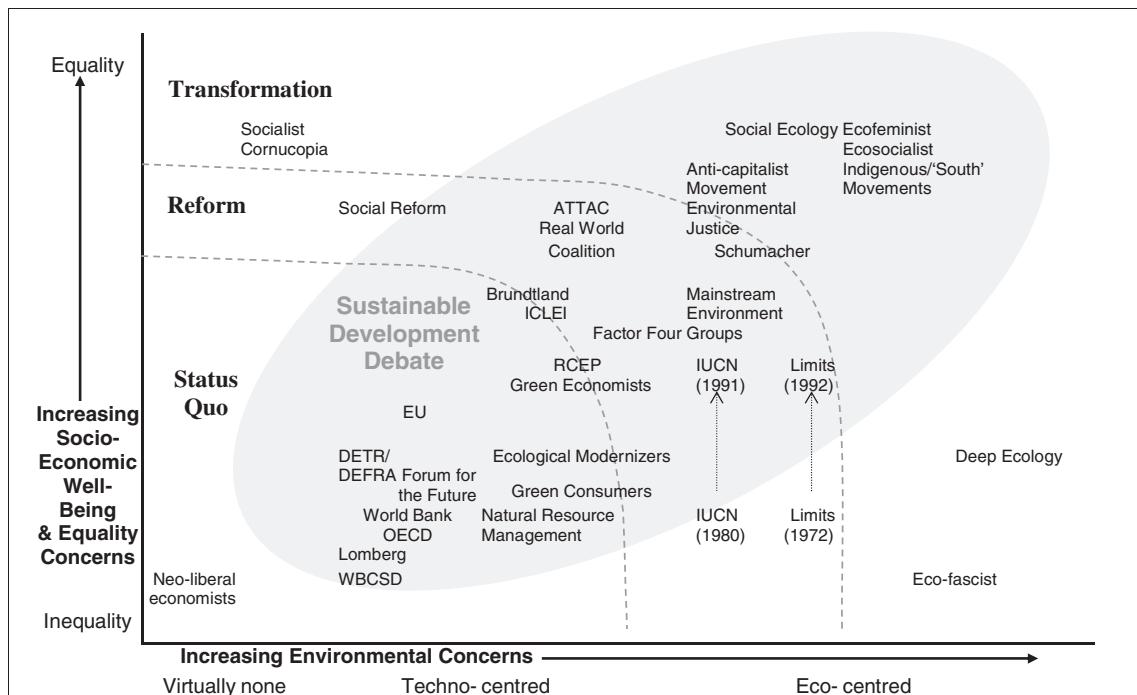 Equality
Transformation
Socialist
Cornucopia
Social Ecology Ecofeminist
Ecosocialist
Indigenous/‘South’
Movements
Anti-capitalist
Movement
Environmental
Justice
Reform
Social Reform
ATTAC
Real World
Coalition
Schumacher
Sustainable
Development
Debate
Brundtland
ICLEI
Mainstream
Environment
Factor Four Groups
Status
Quo
RCEP
Green Economists
IUCN
(1991)
Limits
(1992)
EU
Increasing
Socio-
Economic
Well-
Being
& Equality
Concerns
DETR/
DEFRA Forum for
the Future
Ecological Modernizers
Green Consumers
Deep Ecology
World Bank
OECD
Natural Resource
Management
IUCN
(1980)
Limits
(1972)
Lomberg
WBCSD
Neo-liberal
economists
Eco-fascist
Inequality
Increasing Environmental Concerns
Virtually none
Techno- centred
Eco- centred